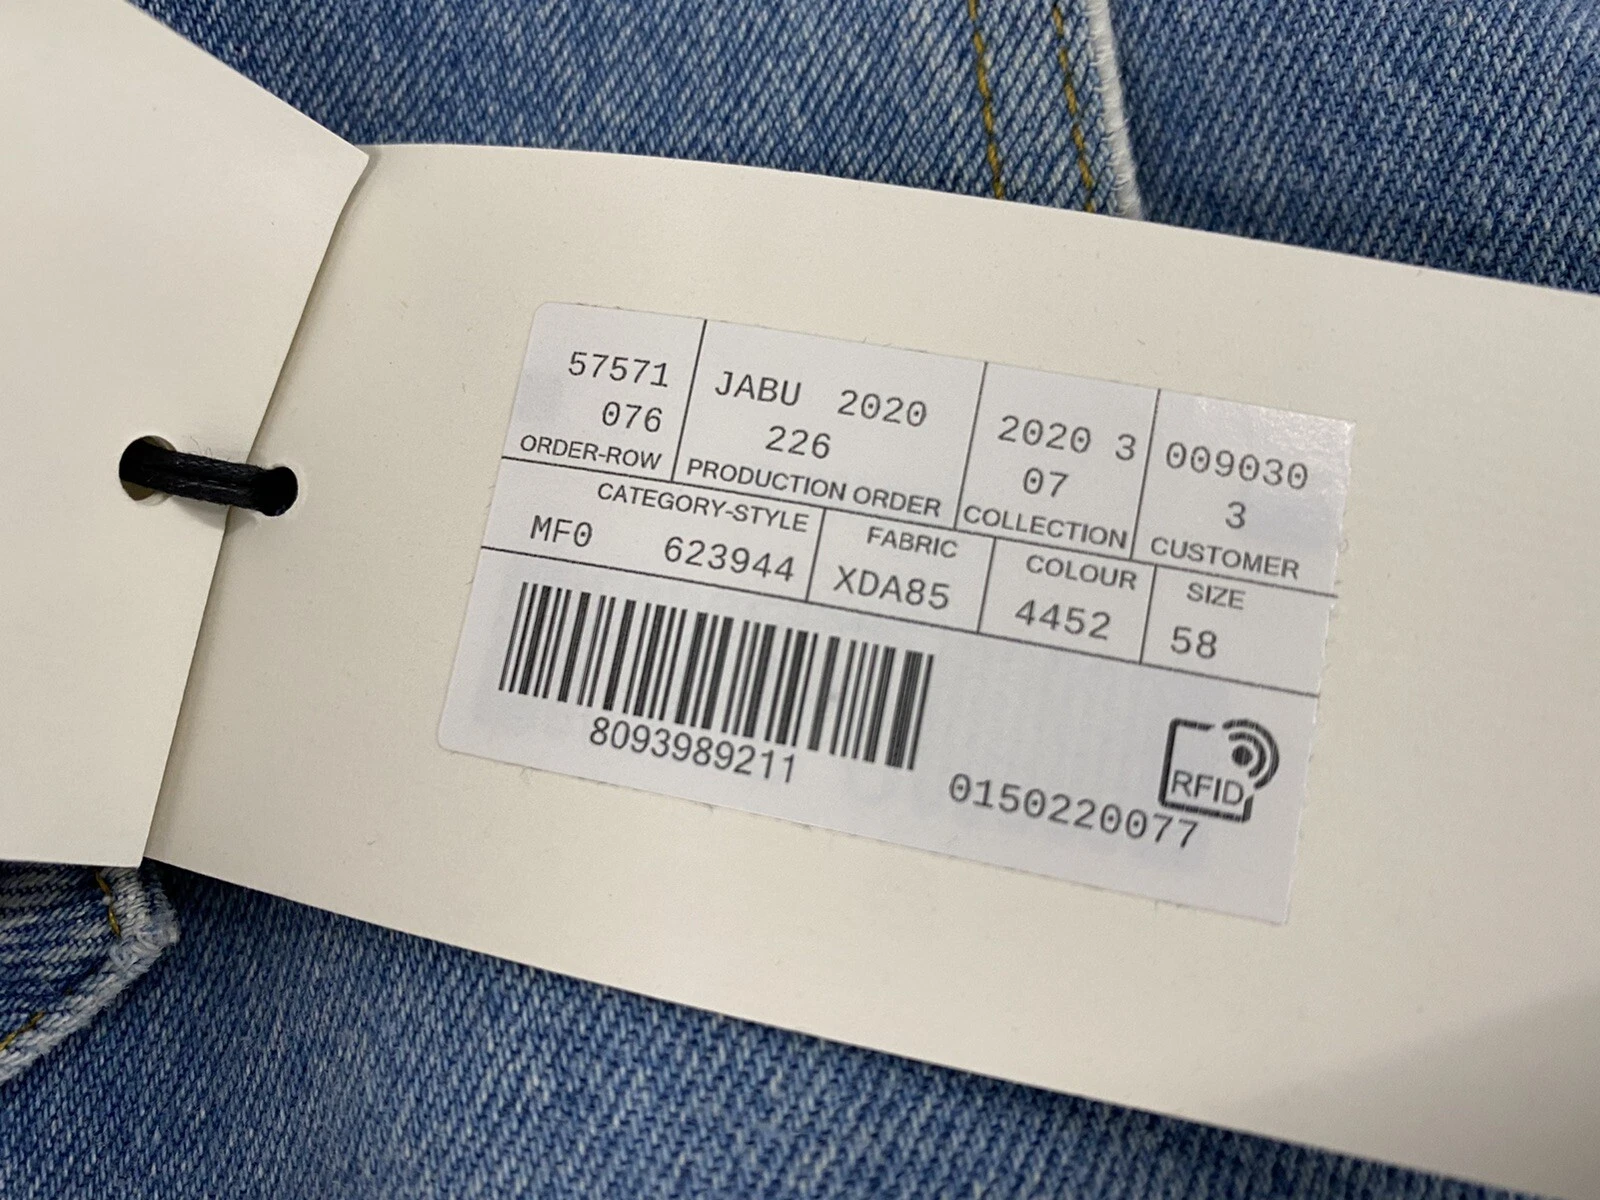 57571
076
ORDER-ROW
JABU 2020
226
PRODUCTION ORDER
2020 3
07
COLLECTION
009030
3
CUSTOMER
CATEGORY-STYLE
MF0 623944
FABRIC
XDA85
COLOUR
4452
SIZE
58
8093989211
RFID
0150220077